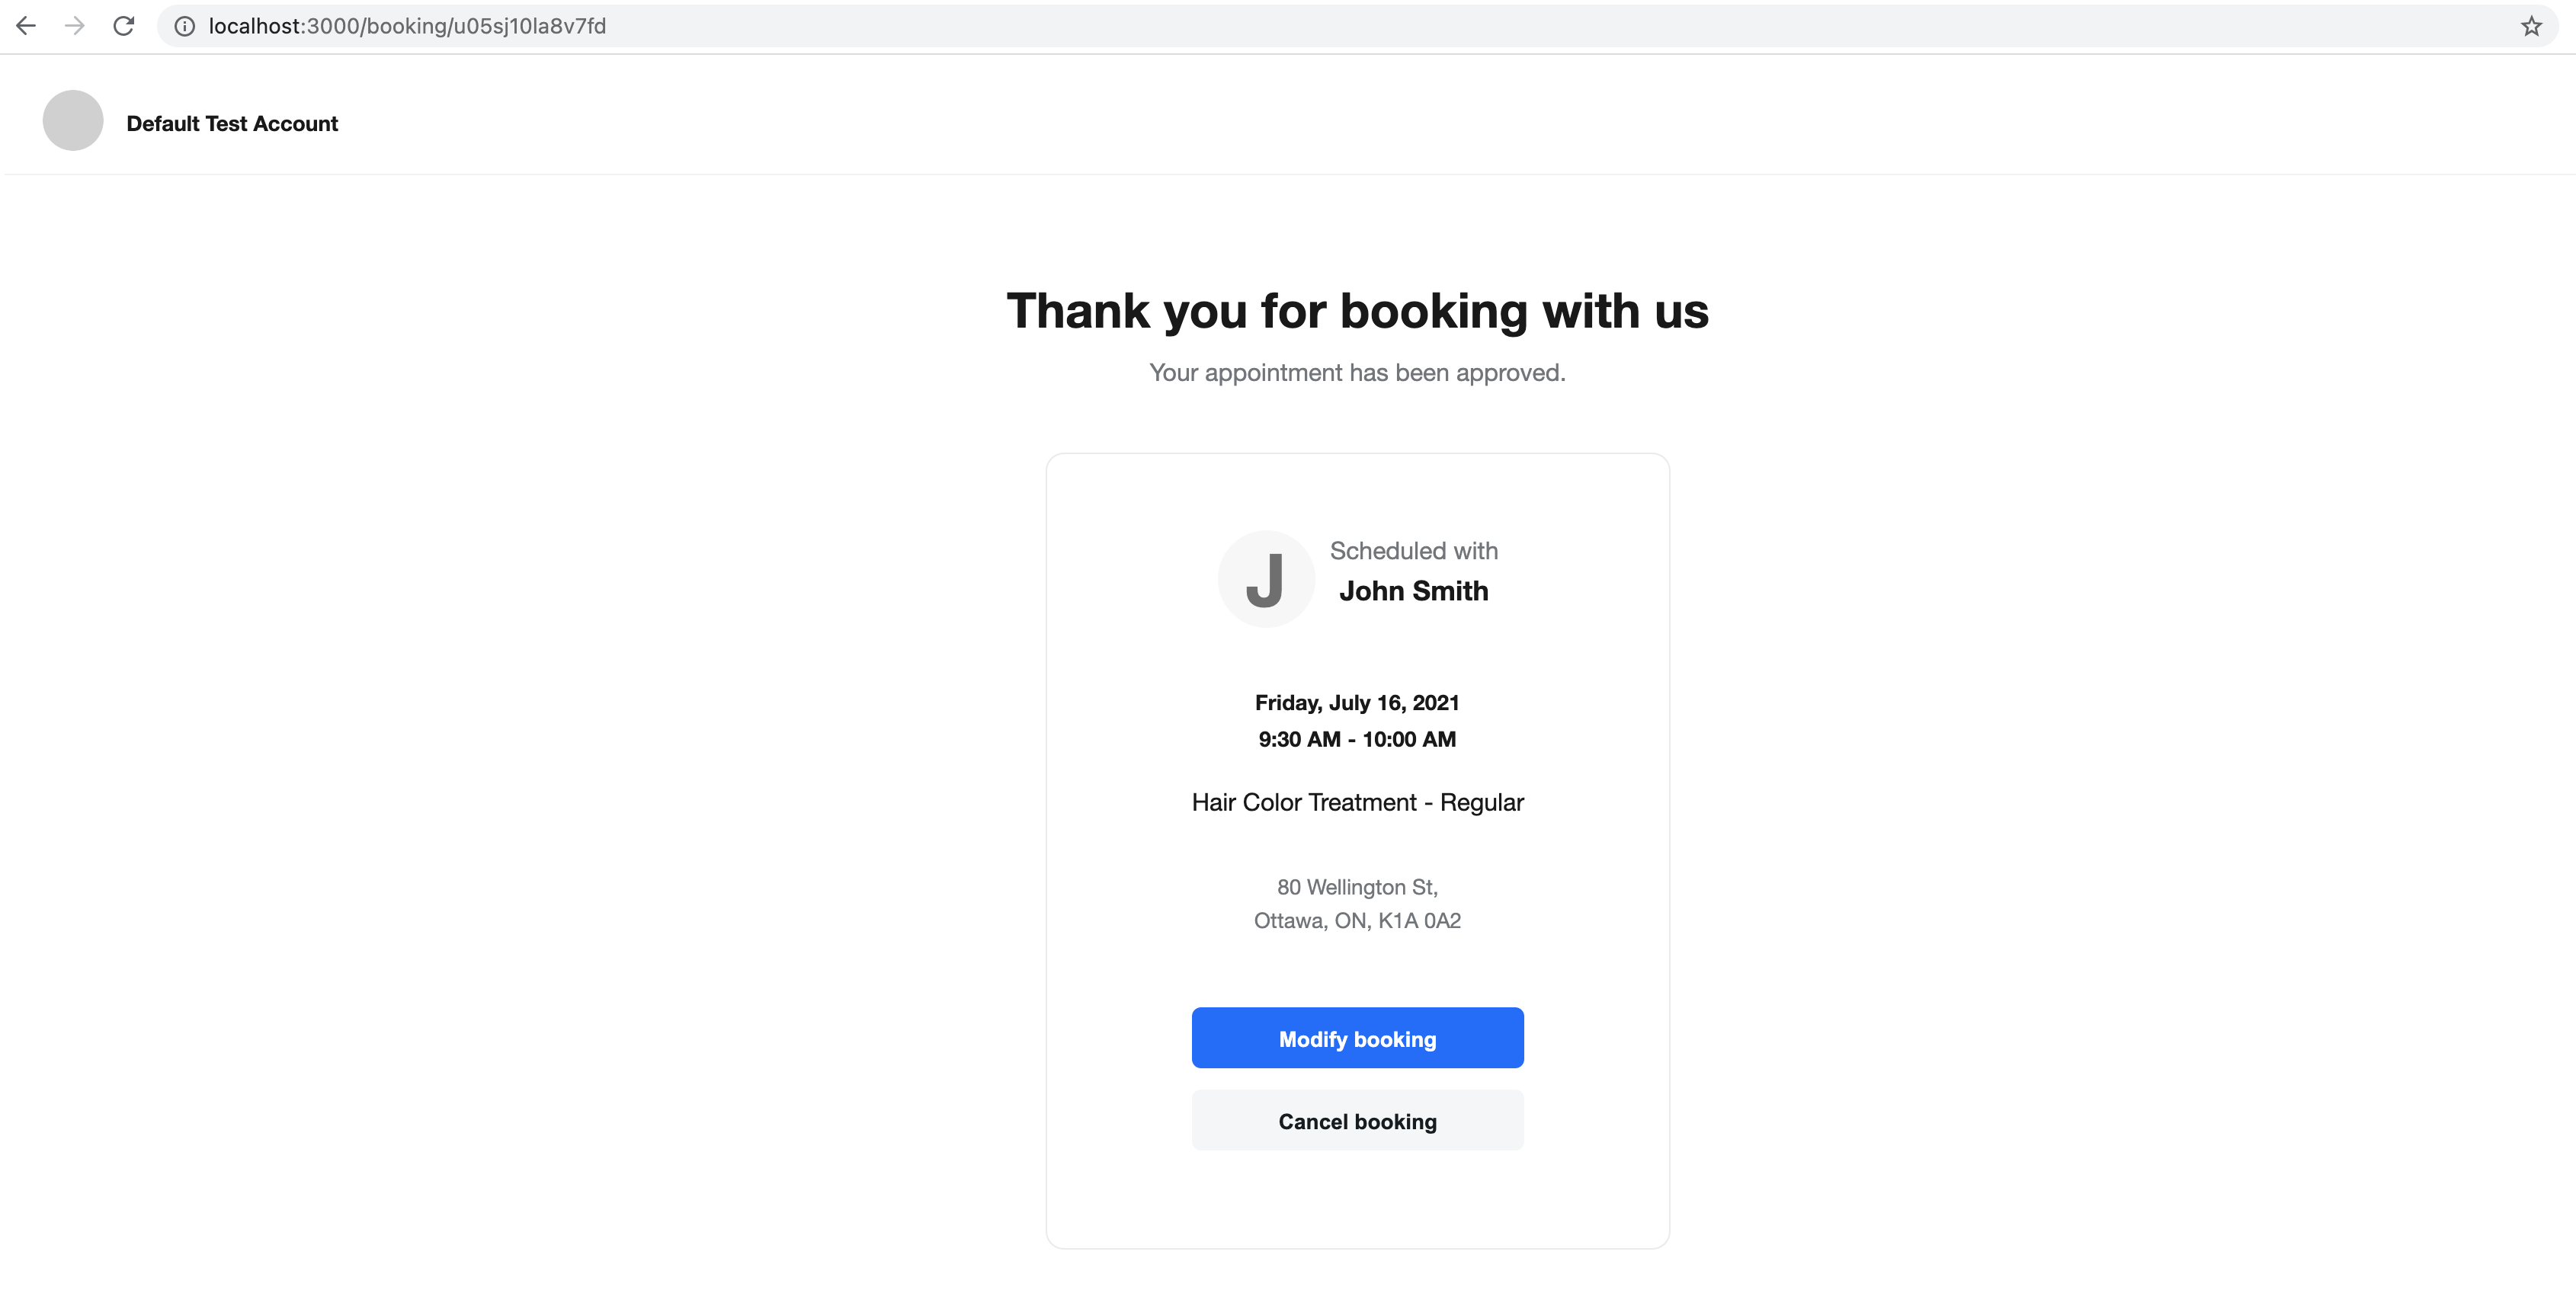 localhost:3000/booking/u05sj10la8v7fd
Default Test Account
Thank you for booking with us
Your appointment has been approved.
J
Scheduled with
John Smith
Friday, July 16, 2021
9:30 AM - 10:00 AM
Hair Color Treatment - Regular
80 Wellington St,
Ottawa, ON, K1A 0A2
Modify booking
Cancel booking